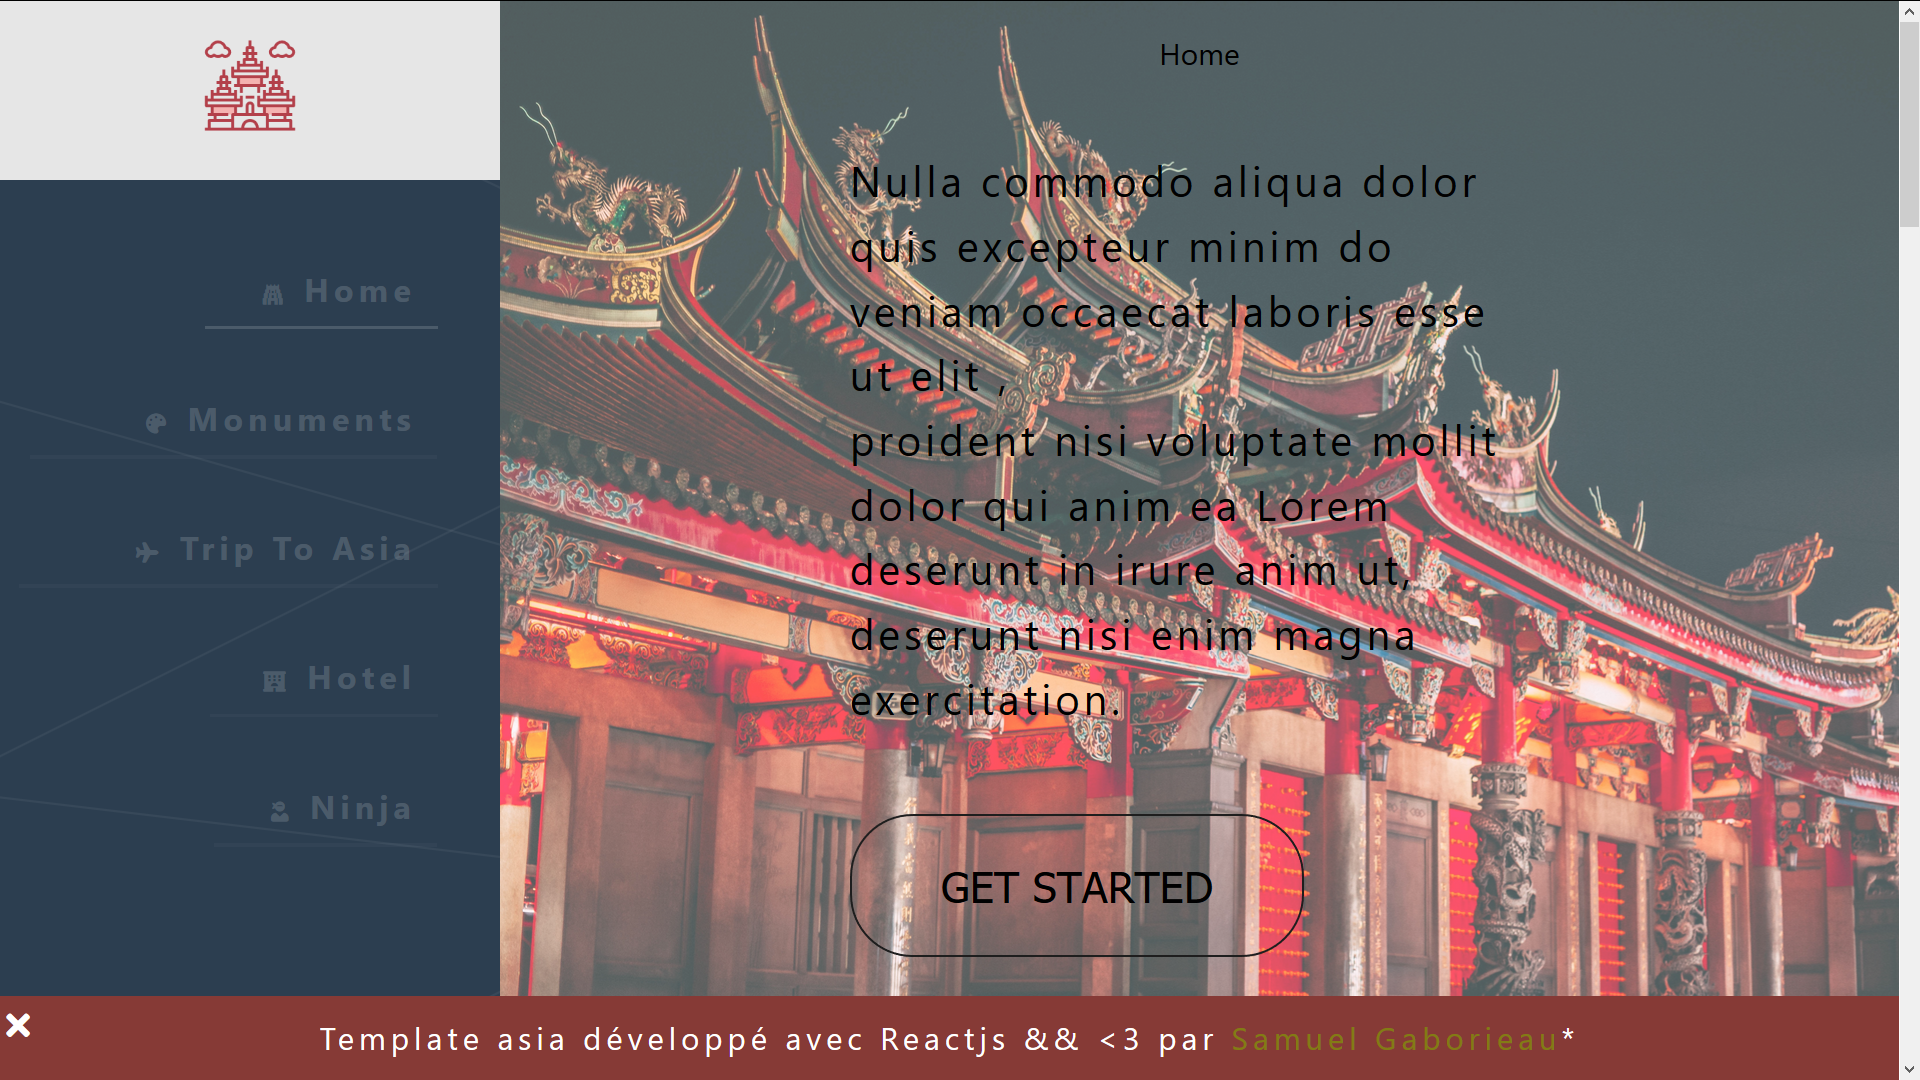 Home
Monuments
Trip To Asia
Hotel
Ninja
Home
Nulla commodo aliqua dolor
quis excepteur minim do
veniam occaecat laboris esse
ut elit ,
proident nisi voluptate mollit
dolor qui anim ea Lorem
deserunt in irure anim ut,
deserunt nisi enim magna
exercitation.
GET STARTED
Template asia développé avec Reactjs && <3 par Samuel Gaborieau*